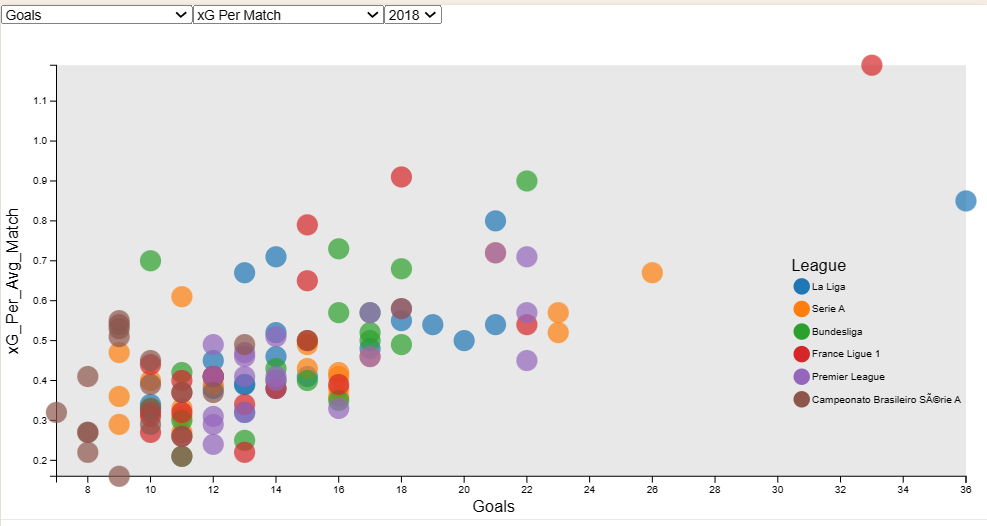 Goals xG Per Match 2018
1.1
1.0
0.9
0.8
0.7
0.6
0.5
0.4
0.3
0.2
xG_Per_Avg_Match
League
La Liga
Serie A
Bundesliga
France Ligue 1
Premier League
Campeonato Brasileiro SÃ©rie A
8 10 12 14 16 18 20 22 24 26 28 30 32 34 36
Goals